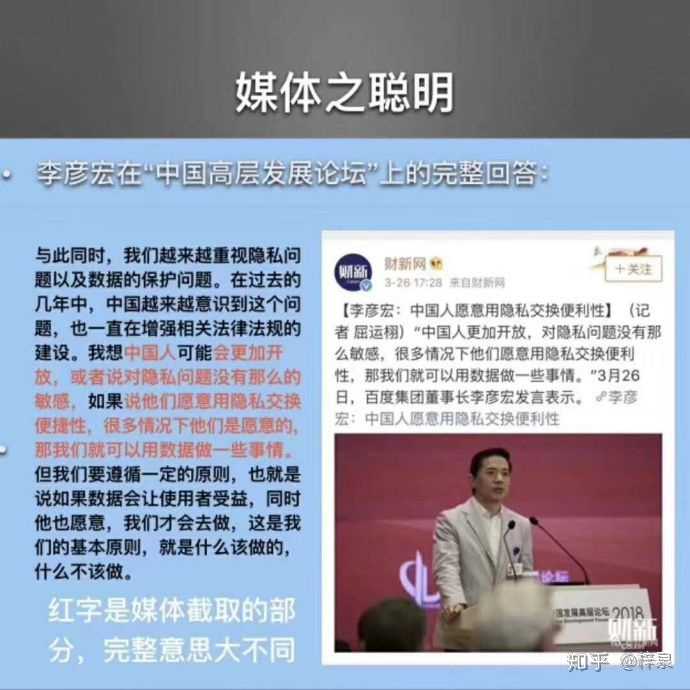 媒体之聪明
• 李彦宏在“中国高层发展论坛”上的完整回答：
与此同时，我们越来越重视隐私问
题以及数据的保护问题。在过去的
几年中，中国越来越意识到这个问
题，也一直在增强相关法律法规的
建设。我想中国人可能会更加开
放，或者说对隐私问题没有那么的
敏感，如果说他们愿意用隐私交换
便捷性，很多情况下他们是愿意的，
那我们就可以用数据做一些事情。
但我们要遵循一定的原则，也就是
说如果数据会让使用者受益，同时
他也愿意，我们才会去做，这是我
们的基本原则，就是什么该做的，
什么不该做。
红字是媒体截取的部
分，完整意思大不同
财新
财新网
3-26 17:28 来自财新网
＋关注
【李彦宏：中国人愿意用隐私交换便利性】（记
者 屈运栩）“中国人更加开放，对隐私问题没有那
么敏感，很多情况下他们愿意用隐私交换便利
性，那我们就可以用数据做一些事情。”3月26
日，百度集团董事长李彦宏发言表示。李彦
宏：中国人愿意用隐私交换便利性
论坛
国发展高层论坛 2018
Development Forum
财新
知乎 @梓泉